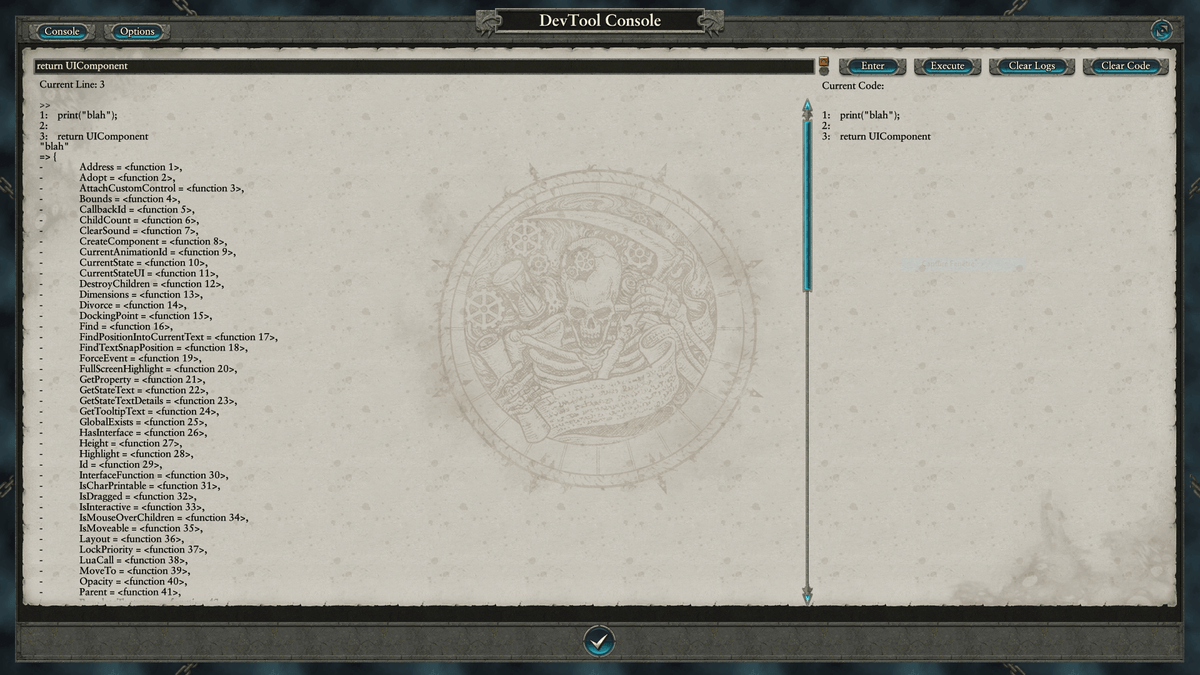 DevTool Console
Console
Options
return UIComponent
Enter
Execute
Clear Logs
Clear Code
Current Line: 3
>>
1: print("blah");
2:
3: return UIComponent
"blah"
=> {
- Address = <function 1>,
- Adopt = <function 2>,
- AttachCustomControl = <function 3>,
- Bounds = <function 4>,
- CallbackId = <function 5>,
- ChildCount = <function 6>,
- ClearSound = <function 7>,
- CreateComponent = <function 8>,
- CurrentAnimationId = <function 9>,
- CurrentState = <function 10>,
- CurrentStateUI = <function 11>,
- DestroyChildren = <function 12>,
- Dimensions = <function 13>,
- Divorce = <function 14>,
- DockingPoint = <function 15>,
- Find = <function 16>,
- FindPositionIntoCurrentText = <function 17>,
- FindTextSnapPosition = <function 18>,
- ForceEvent = <function 19>,
- FullScreenHighlight = <function 20>,
- GetProperty = <function 21>,
- GetStateText = <function 22>,
- GetStateTextDetails = <function 23>,
- GetTooltipText = <function 24>,
- GlobalExists = <function 25>,
- HasInterface = <function 26>,
- Height = <function 27>,
- Highlight = <function 28>,
- Id = <function 29>,
- InterfaceFunction = <function 30>,
- IsCharPrintable = <function 31>,
- IsDragged = <function 32>,
- IsInteractive = <function 33>,
- IsMouseOverChildren = <function 34>,
- IsMoveable = <function 35>,
- Layout = <function 36>,
- LockPriority = <function 37>,
- LuaCall = <function 38>,
- MoveTo = <function 39>,
- Opacity = <function 40>,
- Parent = <function 41>,
Current Code:
1: print("blah");
2:
3: return UIComponent